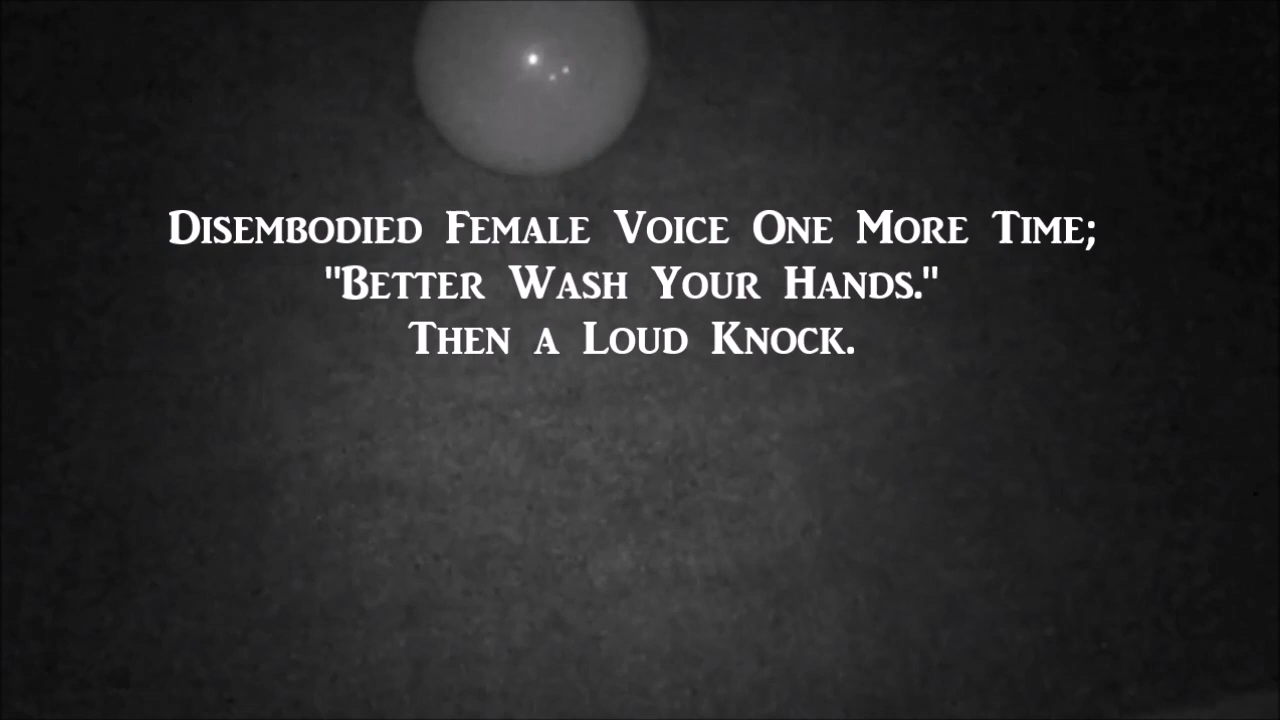 Disembodied Female Voice One More Time;
"Better Wash Your Hands."
Then a Loud Knock.